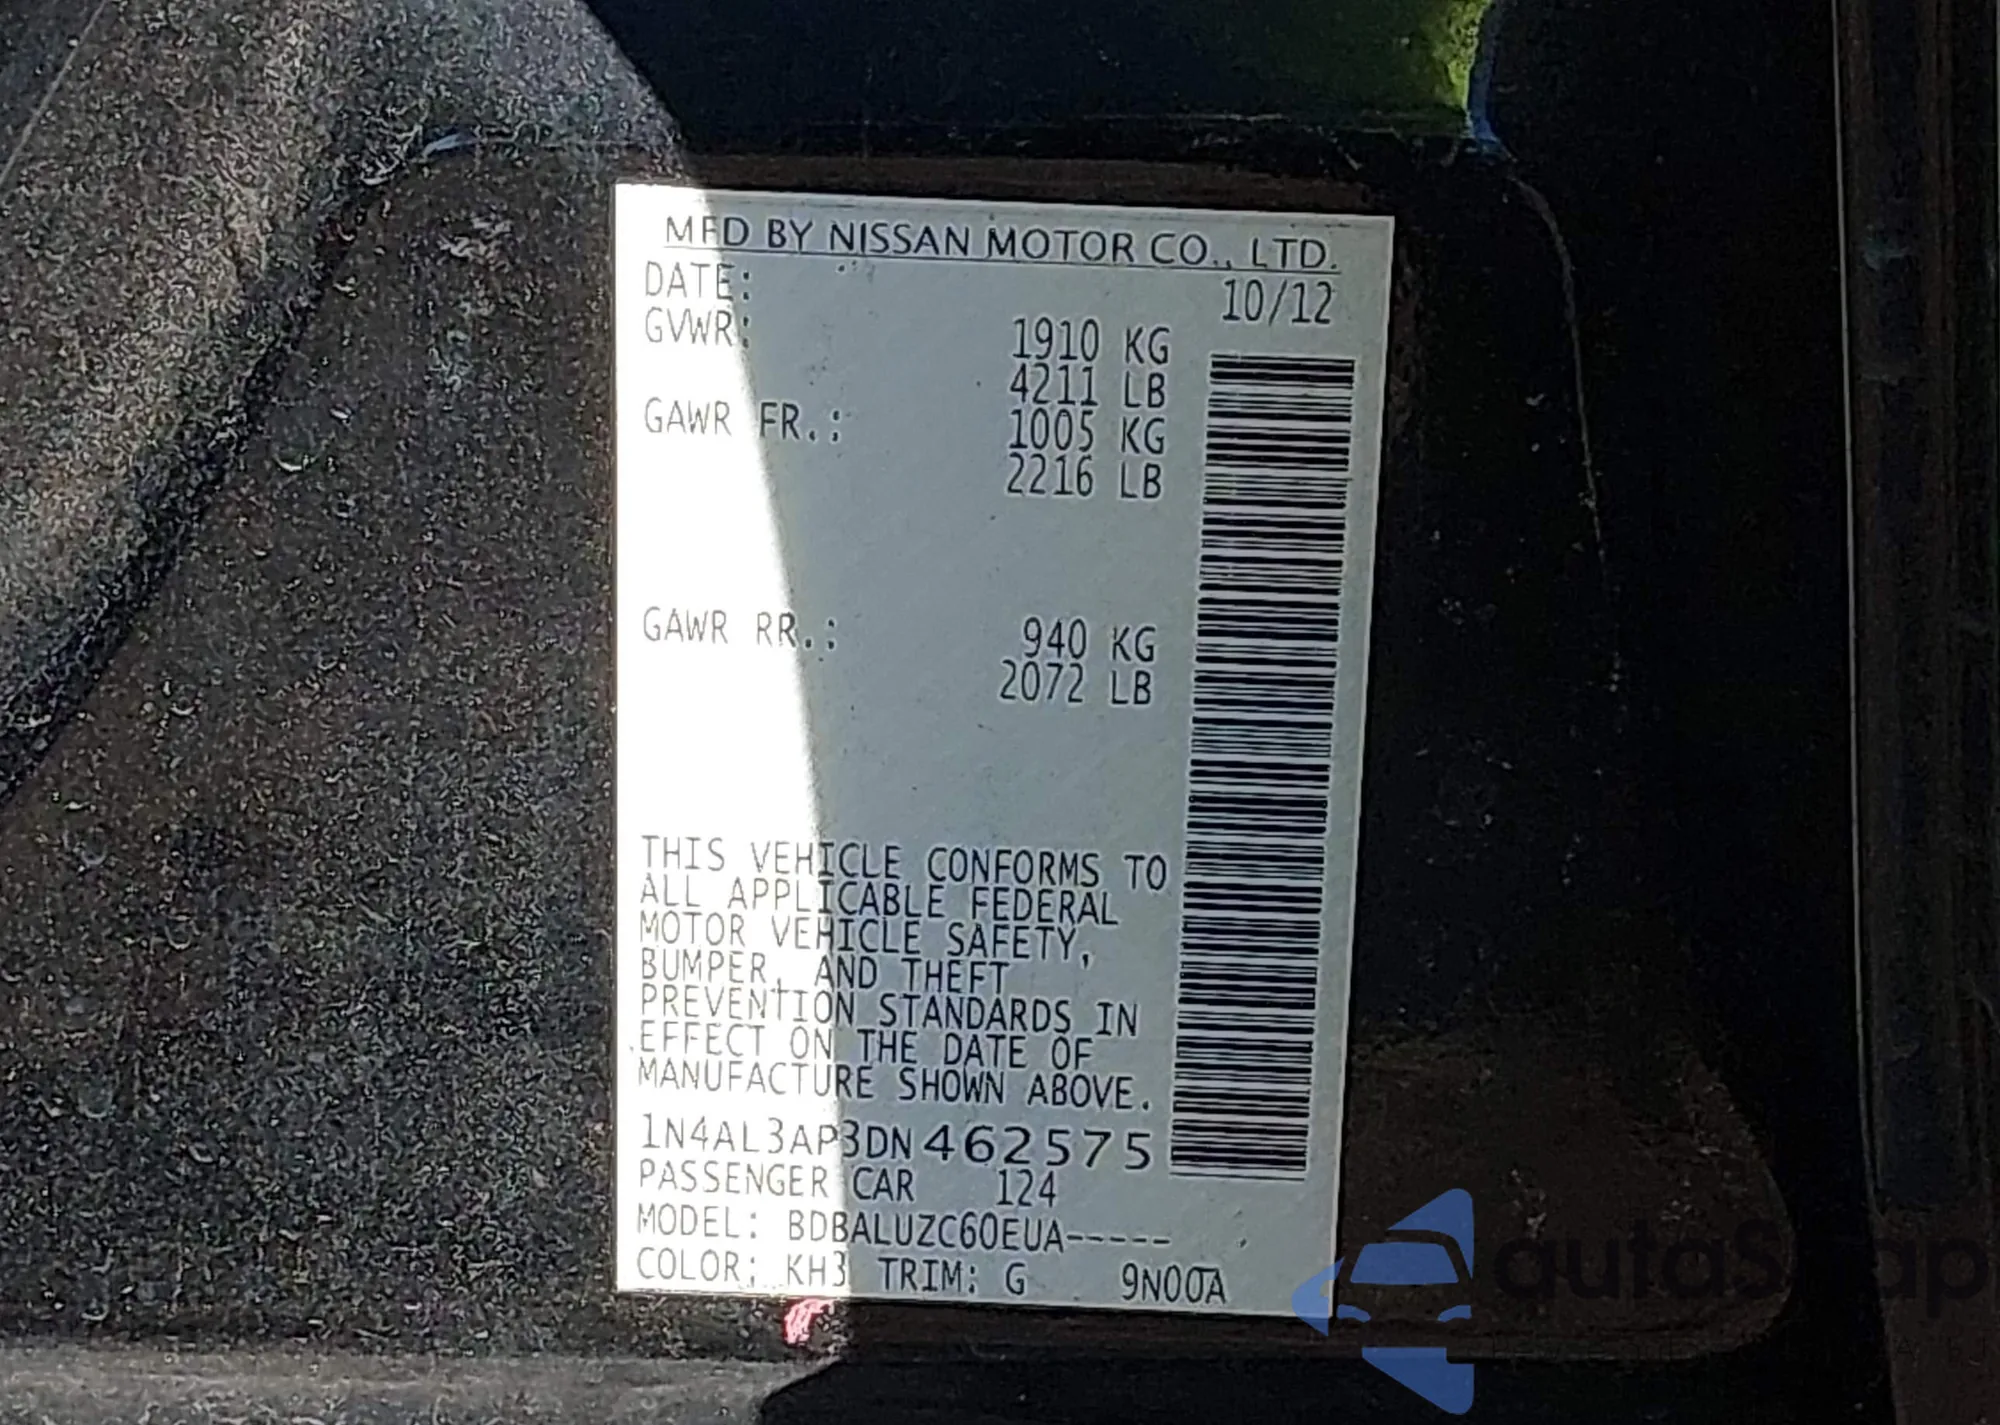 MFD BY NISSAN MOTOR CO., LTD.
DATE: 10/12
GVWR: 1910 KG
4211 LB
GAWR FR.: 1005 KG
2216 LB
GAWR RR.: 940 KG
2072 LB
THIS VEHICLE CONFORMS TO
ALL APPLICABLE FEDERAL
MOTOR VEHICLE SAFETY,
BUMPER, AND THEFT
PREVENTION STANDARDS IN
EFFECT ON THE DATE OF
MANUFACTURE SHOWN ABOVE.
1N4AL3AP3DN462575
PASSENGER CAR 124
MODEL: BDBALUZC60EUA-----
COLOR: KH3 TRIM: G 9N00A